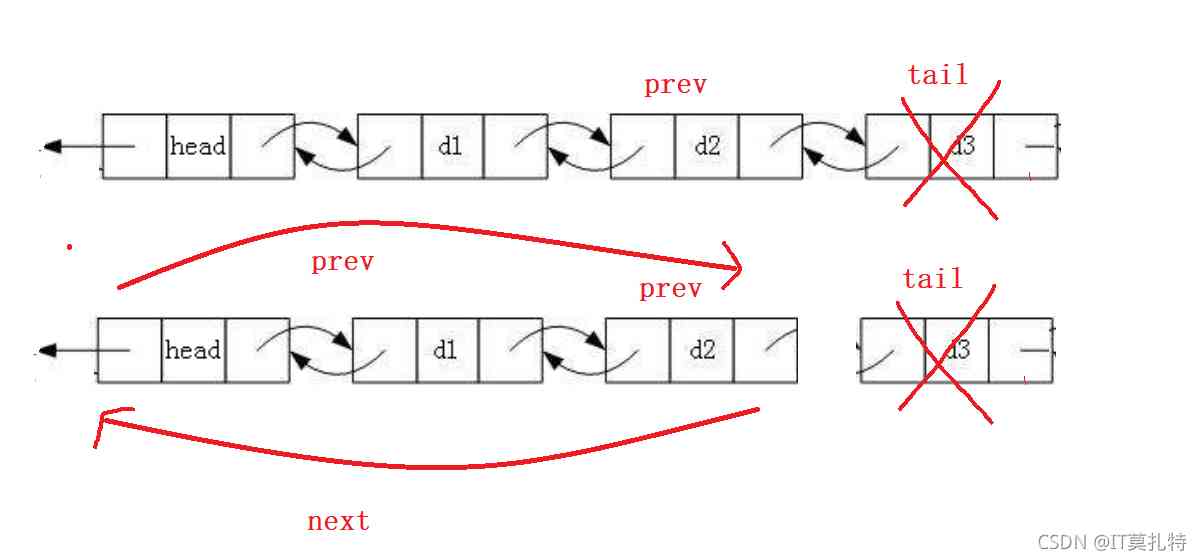 tail
prev
head d1 d2 d3
prev
tail
prev
head d1 d2 d3
next
CSDN @IT莫扎特